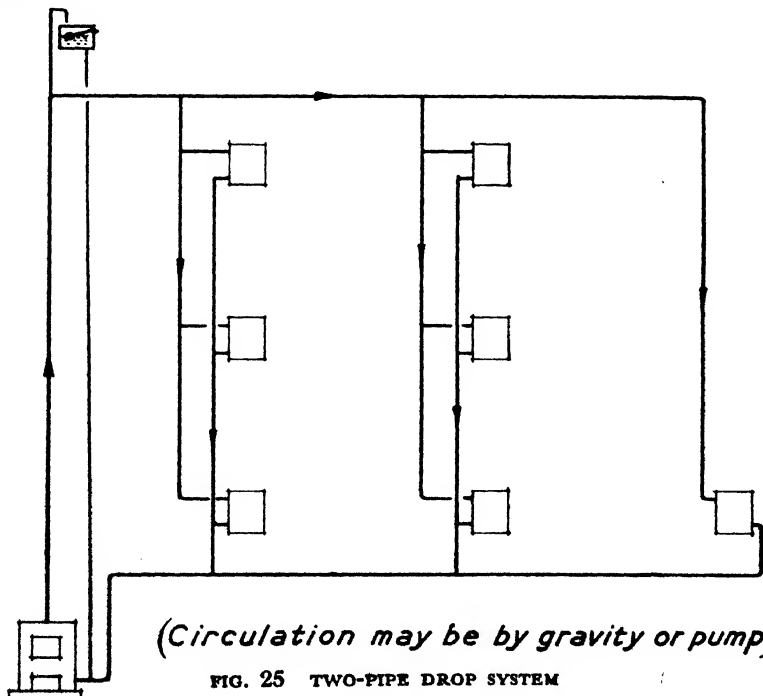 (Circulation may be by gravity or pump)
FIG. 25 TWO-PIPE DROP SYSTEM